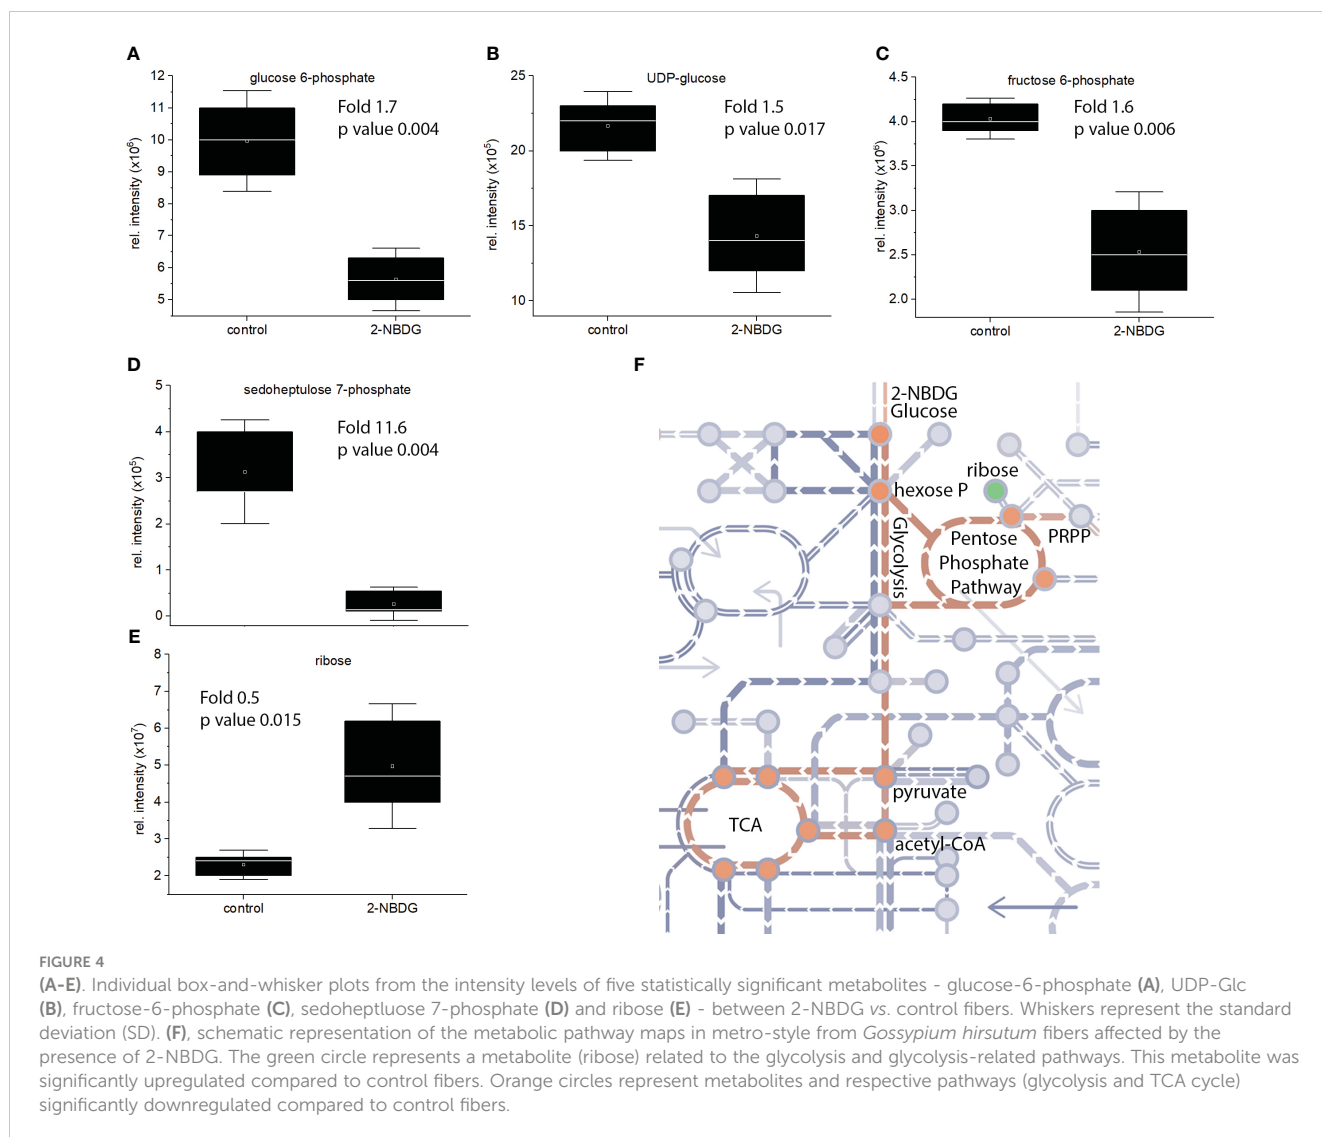 A
glucose 6-phosphate
Fold 1.7
p value 0.004
rel. intensity (x10⁶)
12
11
10
9
8
7
6
5
control
2-NBDG
B
UDP-glucose
Fold 1.5
p value 0.017
rel. intensity (x10⁵)
25
20
15
10
control
2-NBDG
C
fructose 6-phosphate
Fold 1.6
p value 0.006
rel. intensity (x10⁶)
4.5
4.0
3.5
3.0
2.5
2.0
control
2-NBDG
D
sedoheptulose 7-phosphate
Fold 11.6
p value 0.004
rel. intensity (x10⁵)
5
4
3
2
1
0
E
ribose
Fold 0.5
p value 0.015
rel. intensity (x10⁷)
8
7
6
5
4
3
2
control
2-NBDG
F
2-NBDG
Glucose
ribose
hexose P
Glycolysis
Pentose
Phosphate
Pathway
PRPP
pyruvate
TCA
acetyl-CoA
FIGURE 4
(A-E). Individual box-and-whisker plots from the intensity levels of five statistically significant metabolites - glucose-6-phosphate (A), UDP-Glc
(B), fructose-6-phosphate (C), sedoheptluose 7-phosphate (D) and ribose (E) - between 2-NBDG vs. control fibers. Whiskers represent the standard
deviation (SD). (F), schematic representation of the metabolic pathway maps in metro-style from Gossypium hirsutum fibers affected by the
presence of 2-NBDG. The green circle represents a metabolite (ribose) related to the glycolysis and glycolysis-related pathways. This metabolite was
significantly upregulated compared to control fibers. Orange circles represent metabolites and respective pathways (glycolysis and TCA cycle)
significantly downregulated compared to control fibers.